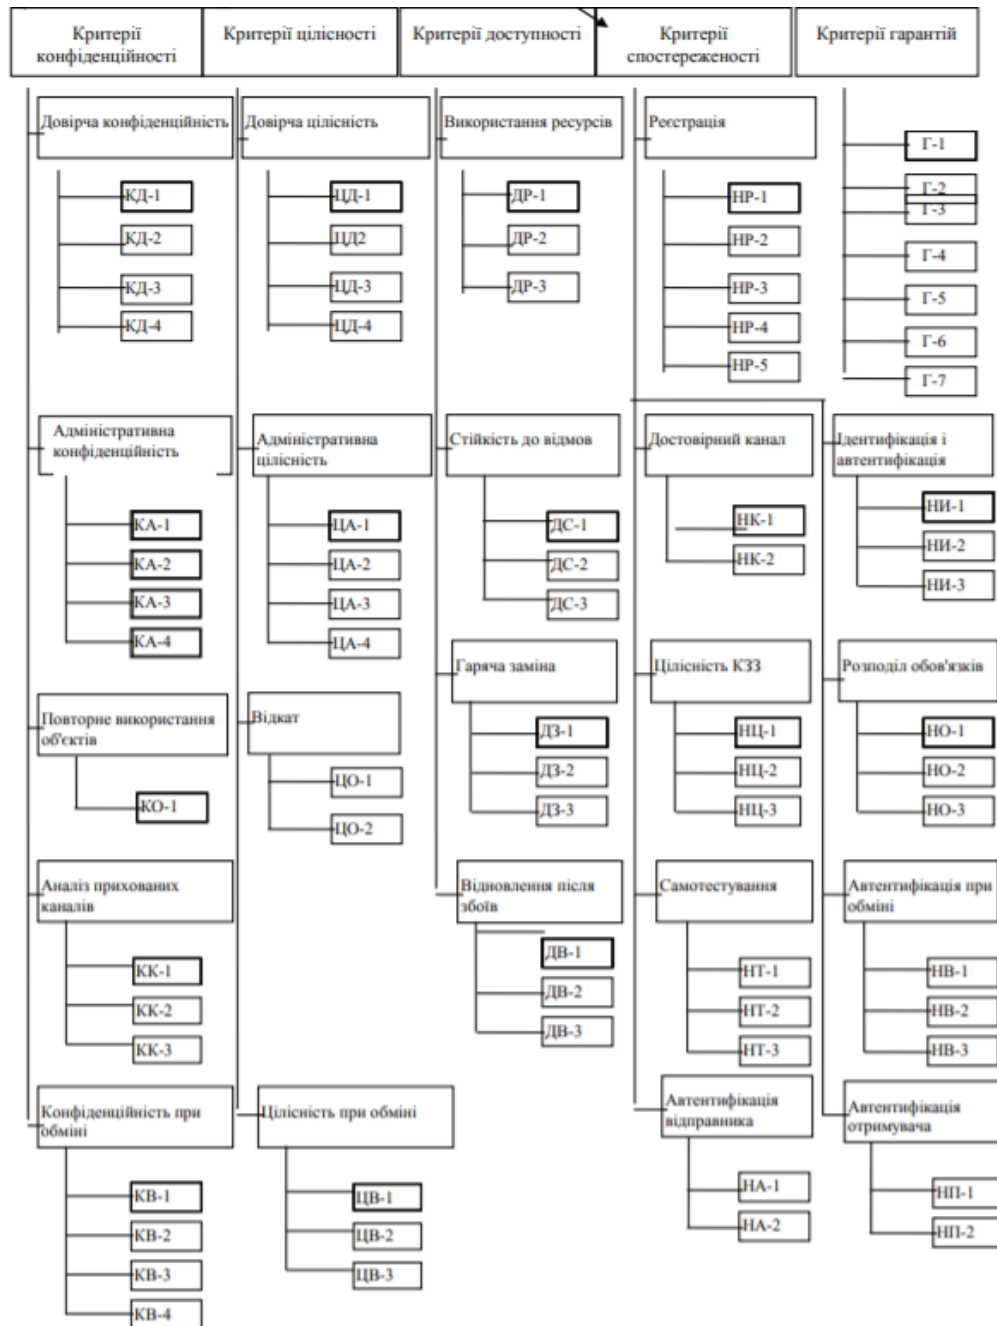 Критерії
конфіденційності
Критерії цілісності
Критерії доступності
Критерії
спостереженості
Критерії гарантій
Довірча конфіденційність
КД-1
КД-2
КД-3
КД-4
Адміністративна
конфіденційність
КА-1
КА-2
КА-3
КА-4
Повторне використання
об'єктів
КО-1
Аналіз прихованих
каналів
КК-1
КК-2
КК-3
Конфіденційність при
обміні
КВ-1
КВ-2
КВ-3
КВ-4
Довірча цілісність
ЦД-1
ЦД2
ЦД-3
ЦД-4
Адміністративна
цілісність
ЦА-1
ЦА-2
ЦА-3
ЦА-4
Відкат
ЦО-1
ЦО-2
Цілісність при обміні
ЦВ-1
ЦВ-2
ЦВ-3
Використання ресурсів
ДР-1
ДР-2
ДР-3
Стійкість до відмов
ДС-1
ДС-2
ДС-3
Гаряча заміна
ДЗ-1
ДЗ-2
ДЗ-3
Відновлення після
збоїв
ДВ-1
ДВ-2
ДВ-3
Реєстрація
НР-1
НР-2
НР-3
НР-4
НР-5
Достовірний канал
НК-1
НК-2
Цілісність КЗЗ
НЦ-1
НЦ-2
НЦ-3
Самотестування
НТ-1
НТ-2
НТ-3
Автентифікація
відправника
НА-1
НА-2
Г-1
Г-2
Г-3
Г-4
Г-5
Г-6
Г-7
Ідентифікація і
автентифікація
НИ-1
НИ-2
НИ-3
Розподіл обов'язків
НО-1
НО-2
НО-3
Автентифікація при
обміні
НВ-1
НВ-2
НВ-3
Автентифікація
отримувача
НП-1
НП-2